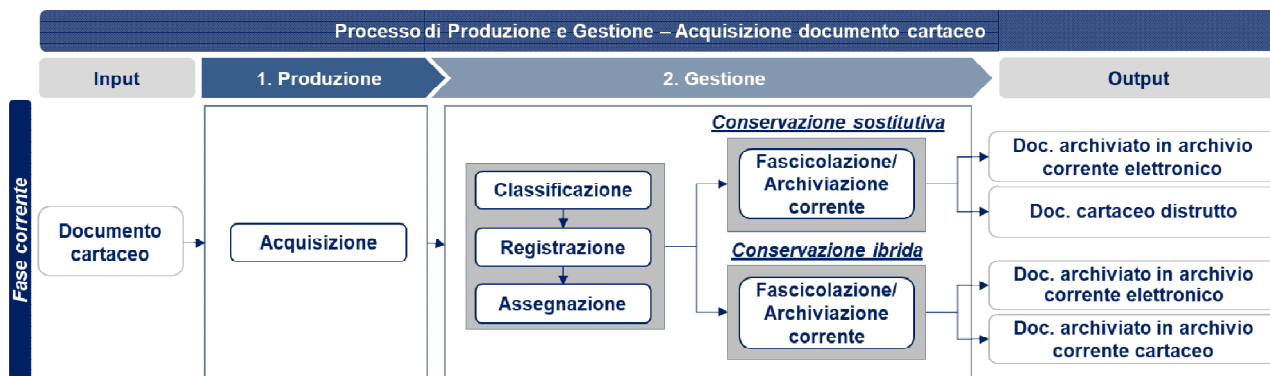 Processo di Produzione e Gestione – Acquisizione documento cartaceo
Input
1. Produzione
2. Gestione
Output
Fase corrente
Documento
cartaceo
Acquisizione
Classificazione
Registrazione
Assegnazione
Conservazione sostitutiva
Fascicolazione/
Archiviazione
corrente
Conservazione ibrida
Fascicolazione/
Archiviazione
corrente
Doc. archiviato in archivio
corrente elettronico
Doc. cartaceo distrutto
Doc. archiviato in archivio
corrente elettronico
Doc. archiviato in archivio
corrente cartaceo